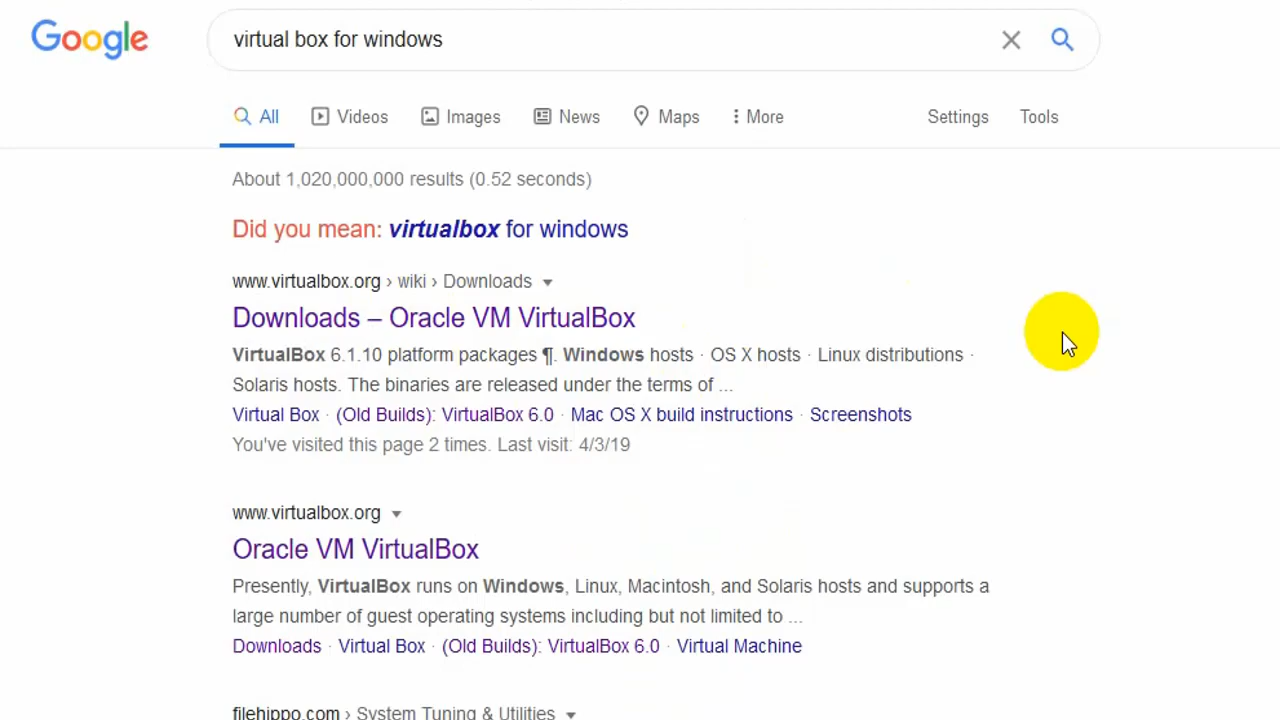 Google
virtual box for windows
All Videos Images News Maps More Settings Tools
About 1,020,000,000 results (0.52 seconds)
Did you mean: virtualbox for windows
www.virtualbox.org › wiki › Downloads
Downloads – Oracle VM VirtualBox
VirtualBox 6.1.10 platform packages ¶. Windows hosts · OS X hosts · Linux distributions ·
Solaris hosts. The binaries are released under the terms of ...
Virtual Box · (Old Builds): VirtualBox 6.0 · Mac OS X build instructions · Screenshots
You've visited this page 2 times. Last visit: 4/3/19
www.virtualbox.org
Oracle VM VirtualBox
Presently, VirtualBox runs on Windows, Linux, Macintosh, and Solaris hosts and supports a
large number of guest operating systems including but not limited to ...
Downloads · Virtual Box · (Old Builds): VirtualBox 6.0 · Virtual Machine
filehippo.com › System Tuning & Utilities